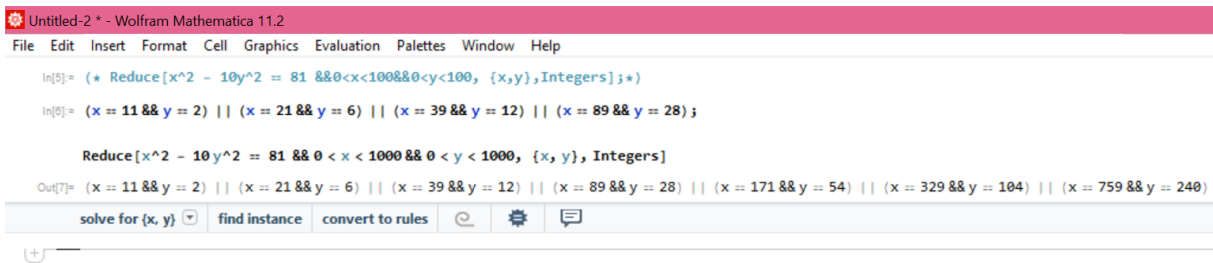 Untitled-2 * - Wolfram Mathematica 11.2
File Edit Insert Format Cell Graphics Evaluation Palettes Window Help
In[5]:= (* Reduce[x^2 - 10y^2 == 81 &&0<x<100&&0<y<100, {x,y},Integers];*)
In[6]:= (x == 11 && y == 2) || (x == 21 && y == 6) || (x == 39 && y == 12) || (x == 89 && y == 28);
Reduce[x^2 - 10 y^2 == 81 && 0 < x < 1000 && 0 < y < 1000, {x, y}, Integers]
Out[7]= (x == 11 && y == 2) || (x == 21 && y == 6) || (x == 39 && y == 12) || (x == 89 && y == 28) || (x == 171 && y == 54) || (x == 329 && y == 104) || (x == 759 && y == 240)
solve for {x, y} find instance convert to rules